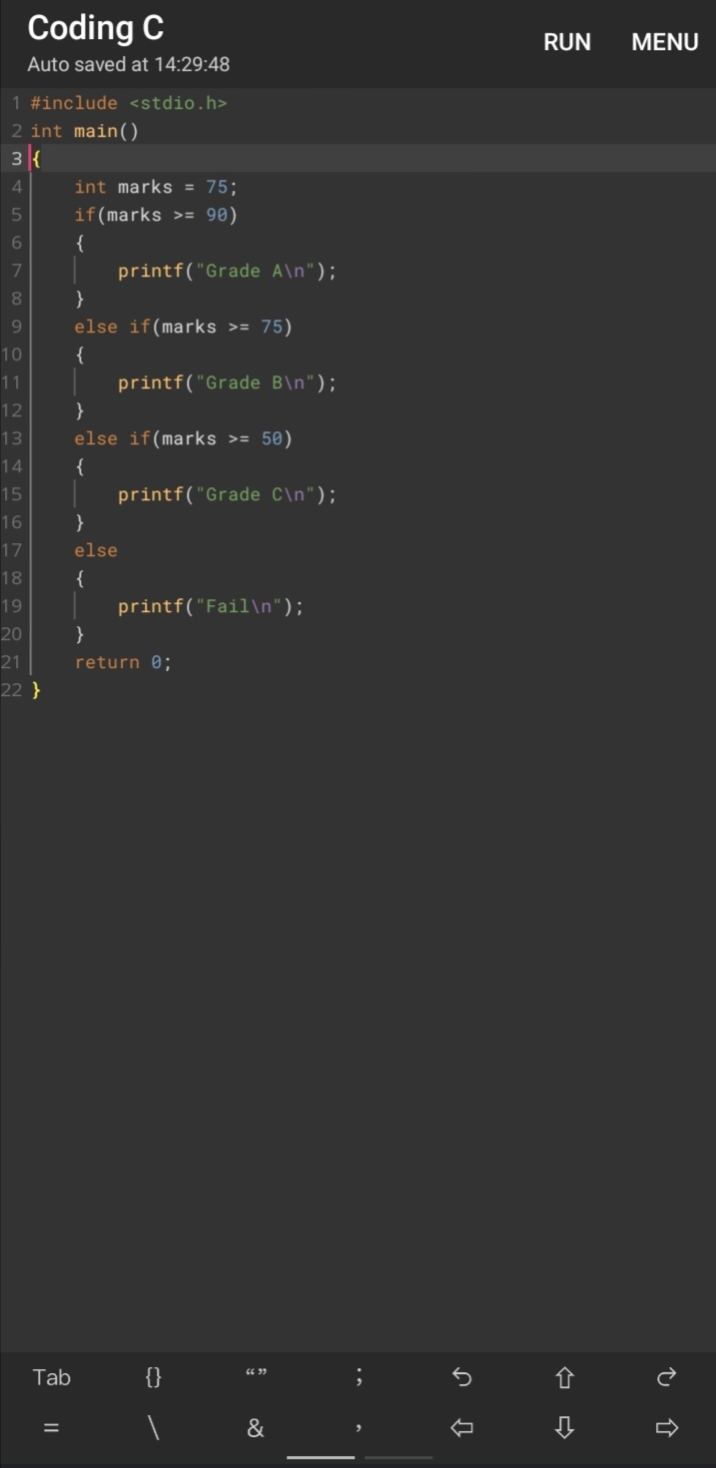 Coding C
Auto saved at 14:29:48
RUN MENU
1 #include <stdio.h>
2 int main()
3 {
4     int marks = 75;
5     if(marks >= 90)
6     {
7         printf("Grade A\n");
8     }
9     else if(marks >= 75)
10     {
11         printf("Grade B\n");
12     }
13     else if(marks >= 50)
14     {
15         printf("Grade C\n");
16     }
17     else
18     {
19         printf("Fail\n");
20     }
21     return 0;
22 }
Tab {} “” ;
= \ & ,